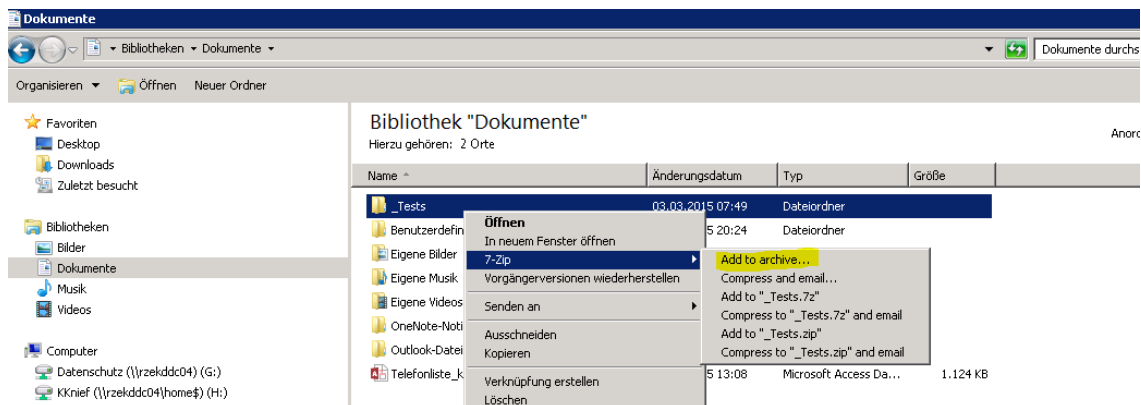 Dokumente
Bibliotheken Dokumente
Dokumente durchs
Organisieren Öffnen Neuer Ordner
Favoriten
Desktop
Downloads
Zuletzt besucht
Bibliotheken
Bilder
Dokumente
Musik
Videos
Computer
Datenschutz (\\rzekddc04) (G:)
KKnief (\\rzekddc04\home$) (H:)
Bibliothek "Dokumente"
Hierzu gehören: 2 Orte
Anord
Name Änderungsdatum Typ Größe
_Tests 03.03.2015 07:49 Dateiordner
Benutzerdefin 5 20:24 Dateiordner
Eigene Bilder
Eigene Musik
Eigene Videos
OneNote-Noti
Outlook-Datei
Telefonliste_k 5 13:08 Microsoft Access Da... 1.124 KB
Öffnen
In neuem Fenster öffnen
7-Zip
Vorgängerversionen wiederherstellen
Senden an
Ausschneiden
Kopieren
Verknüpfung erstellen
Löschen
Add to archive...
Compress and email...
Add to "_Tests.7z"
Compress to "_Tests.7z" and email
Add to "_Tests.zip"
Compress to "_Tests.zip" and email